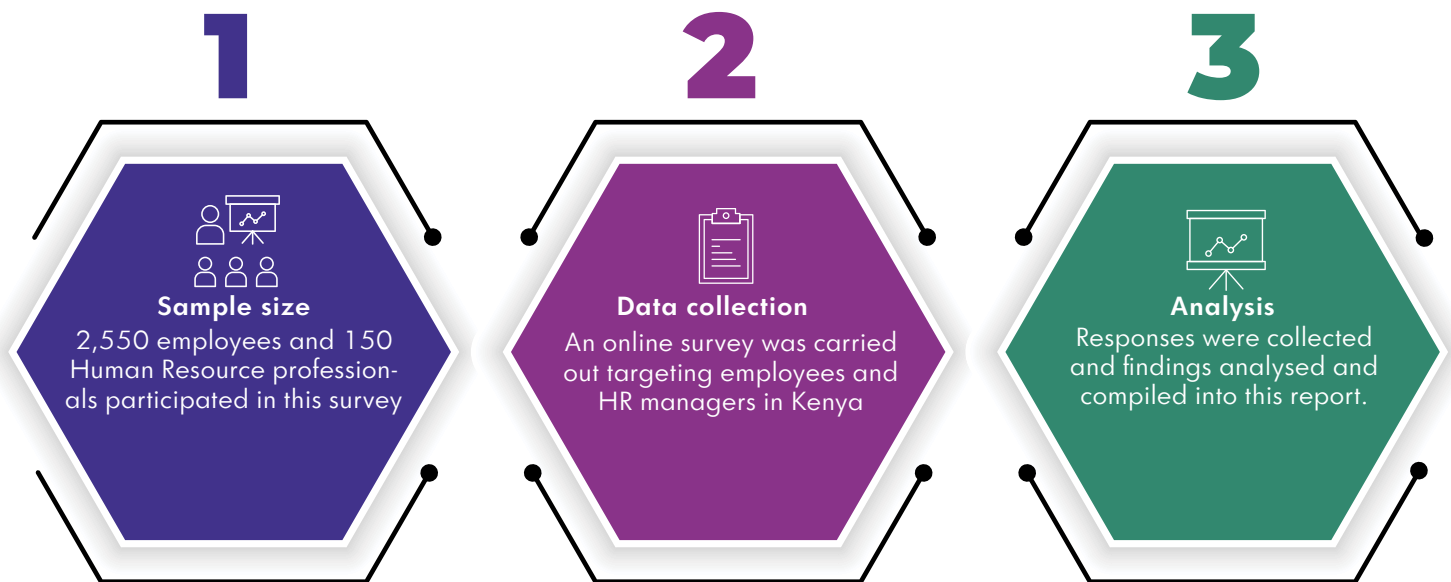 1
Sample size
2,550 employees and 150
Human Resource profession-
als participated in this survey
2
Data collection
An online survey was carried
out targeting employees and
HR managers in Kenya
3
Analysis
Responses were collected
and findings analysed and
compiled into this report.